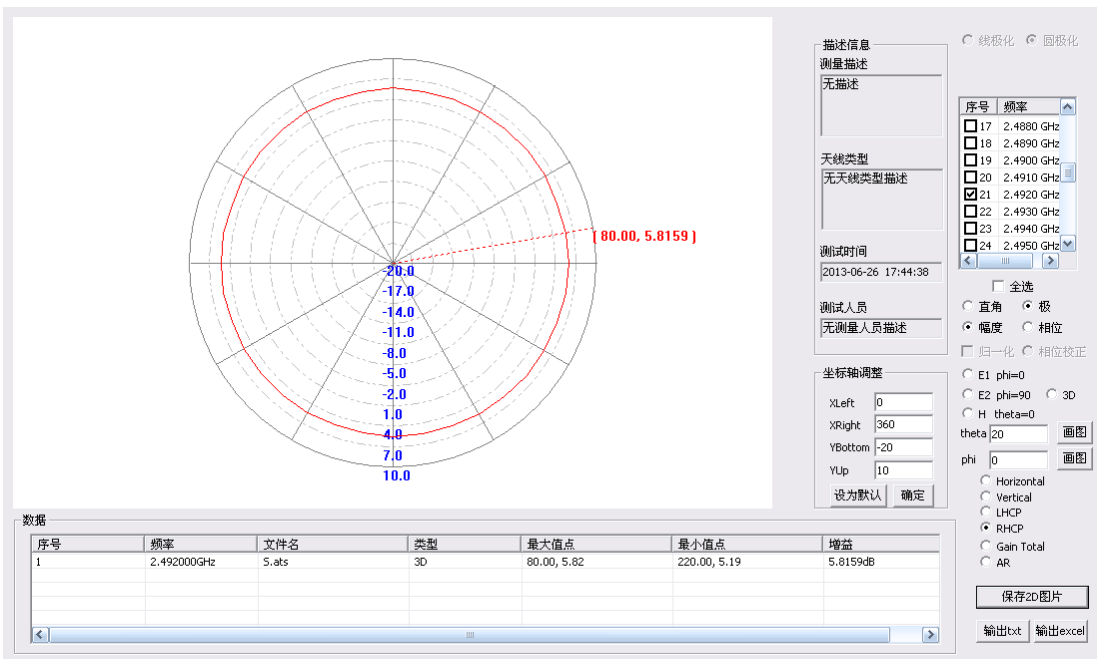 [ 80.00, 5.8159 ]
-20.0
-17.0
-14.0
-11.0
-8.0
-5.0
-2.0
1.0
4.0
7.0
10.0
描述信息
测量描述
无描述
天线类型
无天线类型描述
测试时间
2013-06-26 17:44:38
测试人员
无测量人员描述
坐标轴调整
XLeft 0
XRight 360
YBottom -20
YUp 10
设为默认 确定
线极化 圆极化
序号 频率
17 2.4880 GHz
18 2.4890 GHz
19 2.4900 GHz
20 2.4910 GHz
21 2.4920 GHz
22 2.4930 GHz
23 2.4940 GHz
24 2.4950 GHz
全选
直角 极
幅度 相位
归一化 相位校正
E1 phi=0
E2 phi=90 3D
H theta=0
theta 20 画图
phi 0 画图
Horizontal
Vertical
LHCP
RHCP
Gain Total
AR
保存2D图片
输出txt 输出excel
数据
序号 频率 文件名 类型 最大值点 最小值点 增益
1 2.492000GHz S.ats 3D 80.00, 5.82 220.00, 5.19 5.8159dB